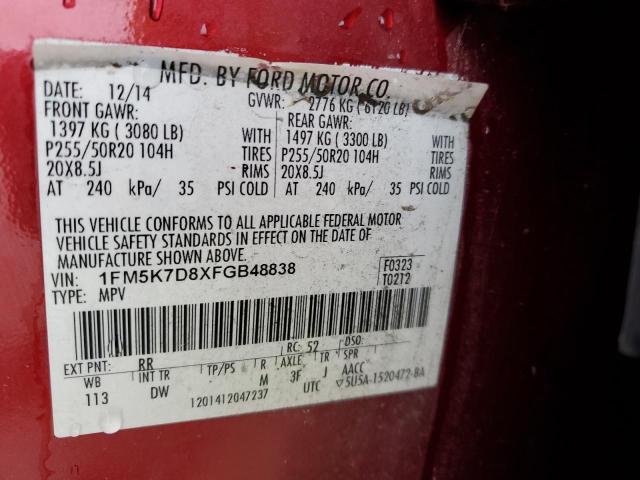 MFD. BY FORD MOTOR CO.
DATE: 12/14 GVWR: 2776 KG (6120 LB)
FRONT GAWR: REAR GAWR:
1397 KG ( 3080 LB) WITH 1497 KG ( 3300 LB) WITH
P255/50R20 104H TIRES P255/50R20 104H TIRES
20X8.5J RIMS 20X8.5J RIMS
AT 240 kPa/ 35 PSI COLD AT 240 kPa/ 35 PSI COLD
THIS VEHICLE CONFORMS TO ALL APPLICABLE FEDERAL MOTOR
VEHICLE SAFETY STANDARDS IN EFFECT ON THE DATE OF
MANUFACTURE SHOWN ABOVE.
VIN: 1FM5K7D8XFGB48838 F0323
TYPE: MPV T0212
EXT PNT: RR RC: 52 DSO:
WB INT TR TP/PS R AXLE TR SPR
113 DW M 3F J AACC
1201412047237 UTC ▽5U5A-1520472-BA